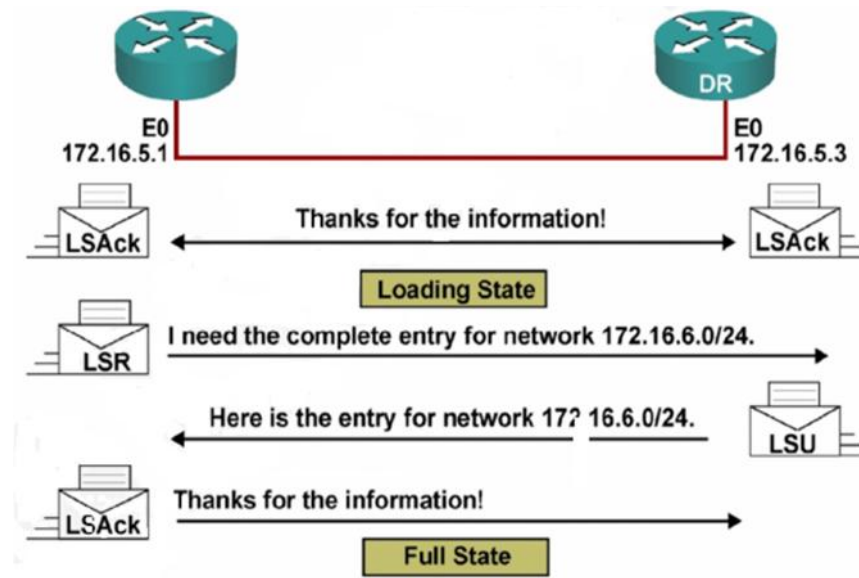 DR
E0
172.16.5.1
E0
172.16.5.3
LSAck
Thanks for the information!
LSAck
Loading State
LSR
I need the complete entry for network 172.16.6.0/24.
Here is the entry for network 172 16.6.0/24.
LSU
LSAck
Thanks for the information!
Full State